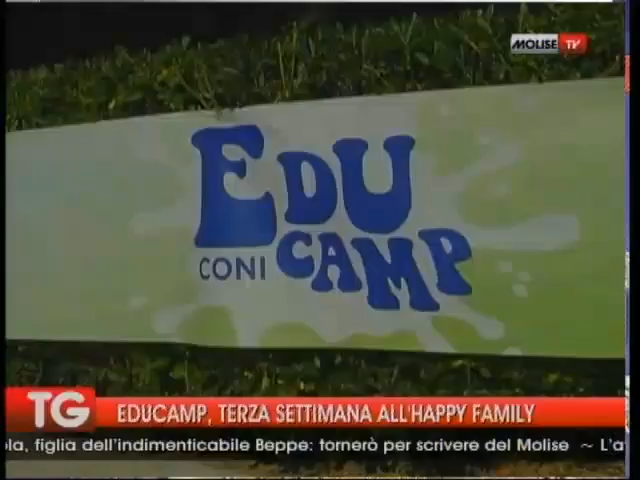 MOLISE TV
EDU
CONI CAMP
TG EDUCAMP, TERZA SETTIMANA ALL'HAPPY FAMILY
figlia dell'indimenticabile Beppe: tornerò per scrivere del Molise ~